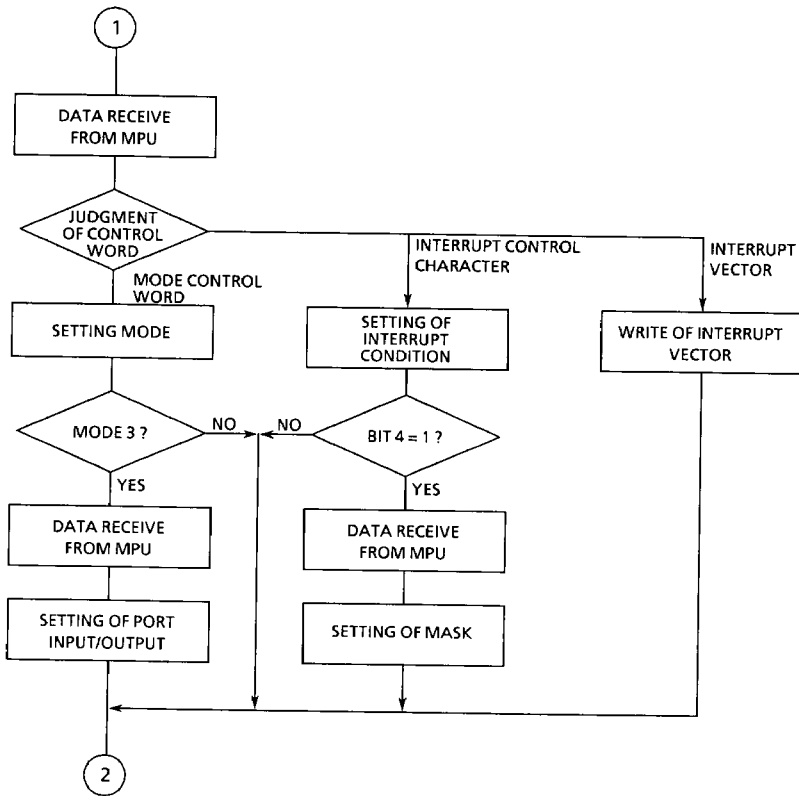 1
DATA RECEIVE
FROM MPU
JUDGMENT
OF CONTROL
WORD
MODE CONTROL
WORD
INTERRUPT CONTROL
CHARACTER
INTERRUPT
VECTOR
SETTING MODE
SETTING OF
INTERRUPT
CONDITION
WRITE OF INTERRUPT
VECTOR
MODE 3 ?
NO
NO
BIT 4 = 1 ?
YES
YES
DATA RECEIVE
FROM MPU
DATA RECEIVE
FROM MPU
SETTING OF PORT
INPUT/OUTPUT
SETTING OF MASK
2